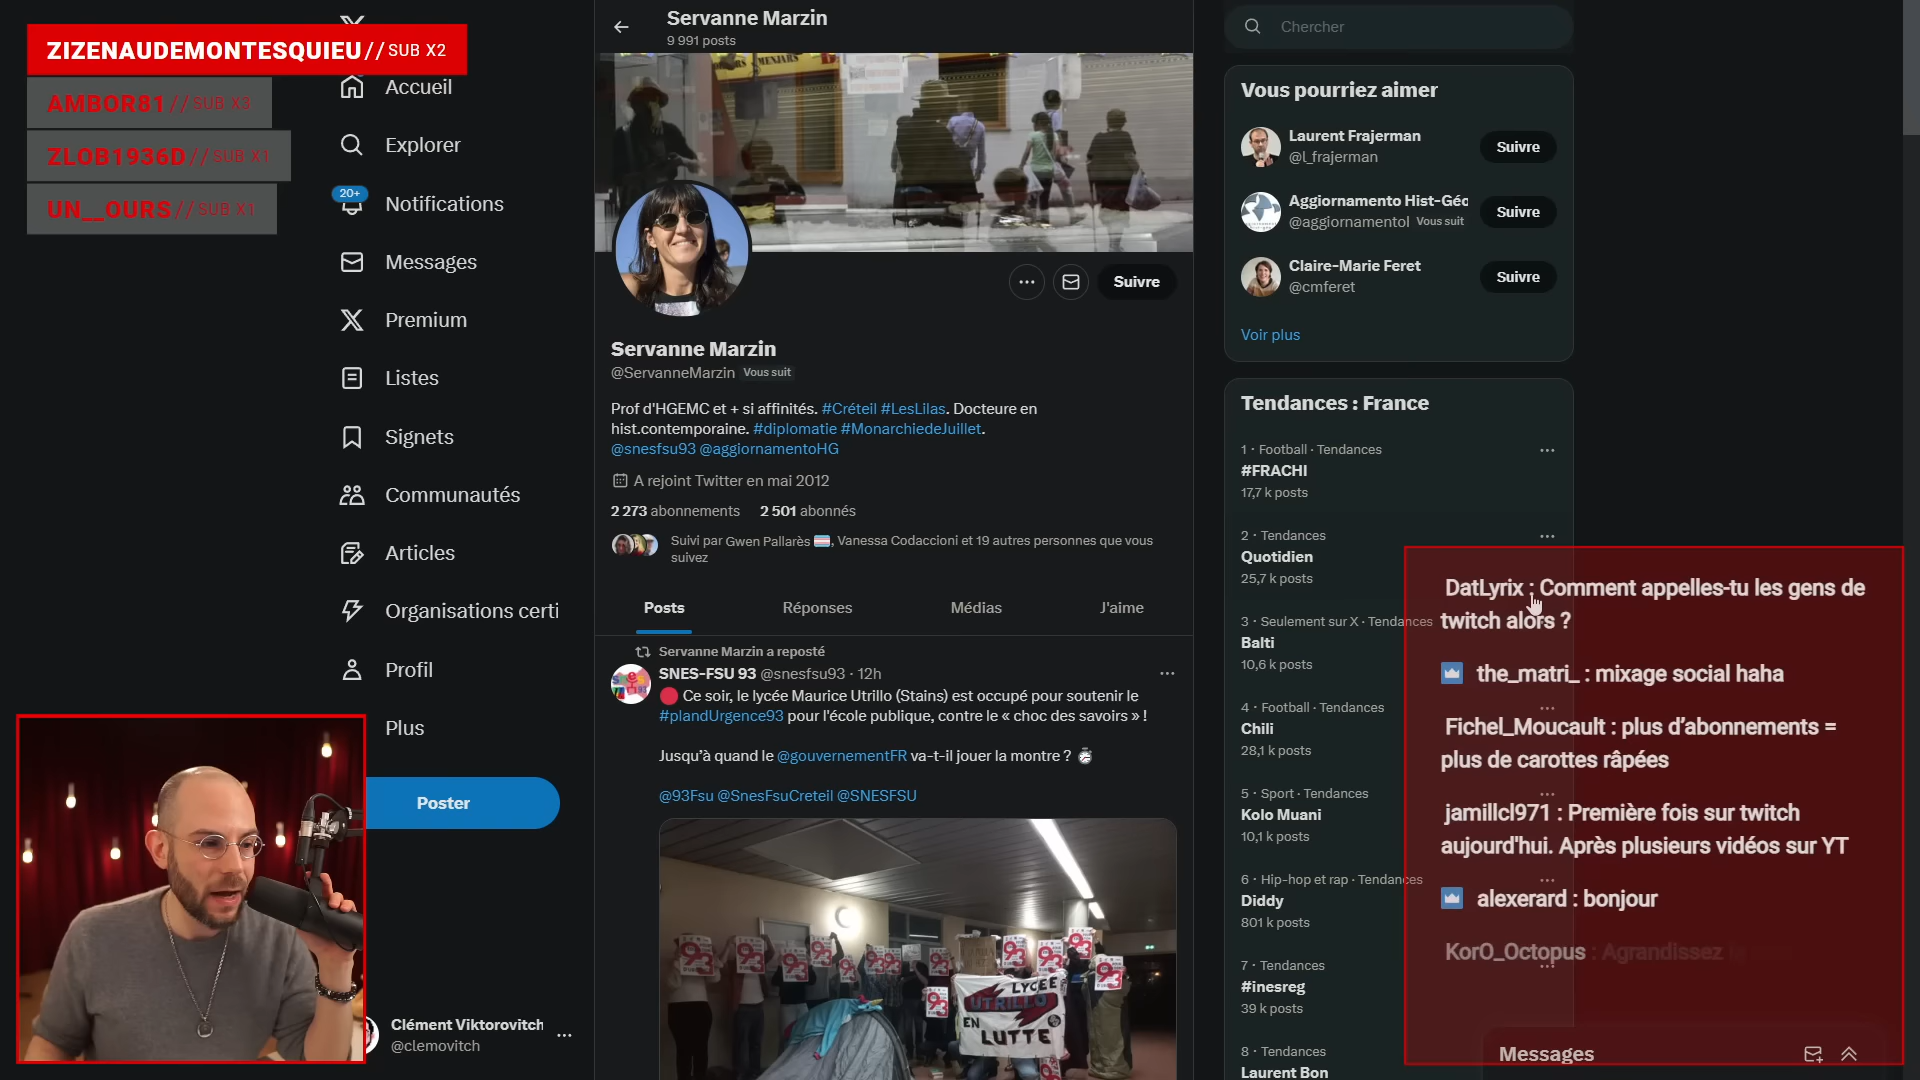 ZIZENAUDEMONTESQUIEU//SUB X2
AMBOR81//SUB X3
ZLOB1936D//SUB X1
UN__OURS//SUB X1
Accueil
Explorer
20+
Notifications
Messages
Premium
Listes
Signets
Communautés
Articles
Organisations certi
Profil
Plus
Poster
Clément Viktorovitch
@clemovitch
Servanne Marzin
9 991 posts
Suivre
Servanne Marzin
@ServanneMarzin Vous suit
Prof d'HGEMC et + si affinités. #Créteil #LesLilas. Docteure en
hist.contemporaine. #diplomatie #MonarchiedeJuillet.
@snesfsu93 @aggiornamentoHG
A rejoint Twitter en mai 2012
2 273 abonnements 2 501 abonnés
Suivi par Gwen Pallarès, Vanessa Codaccioni et 19 autres personnes que vous
suivez
Posts Réponses Médias J'aime
Servanne Marzin a reposté
SNES-FSU 93 @snesfsu93 · 12h
Ce soir, le lycée Maurice Utrillo (Stains) est occupé pour soutenir le
#plandUrgence93 pour l'école publique, contre le « choc des savoirs » !
Jusqu'à quand le @gouvernementFR va-t-il jouer la montre ?
@93Fsu @SnesFsuCreteil @SNESFSU
93
LYCEE
UTRILLO
EN
LUTTE
Chercher
Vous pourriez aimer
Laurent Frajerman
@l_frajerman
Suivre
Aggiornamento Hist-Géo
@aggiornamentol Vous suit
Suivre
Claire-Marie Feret
@cmferet
Suivre
Voir plus
Tendances : France
1 · Football · Tendances
#FRACHI
17,7 k posts
2 · Tendances
Quotidien
25,7 k posts
3 · Seulement sur X · Tendances
Balti
10,6 k posts
4 · Football · Tendances
Chili
28,1 k posts
5 · Sport · Tendances
Kolo Muani
10,1 k posts
6 · Hip-hop et rap · Tendances
Diddy
801 k posts
7 · Tendances
#inesreg
39 k posts
8 · Tendances
Laurent Bon
DatLyrix : Comment appelles-tu les gens de
twitch alors ?
the_matri_ : mixage social haha
Fichel_Moucault : plus d'abonnements =
plus de carottes râpées
jamillcl971 : Première fois sur twitch
aujourd'hui. Après plusieurs vidéos sur YT
alexerard : bonjour
KorO_Octopus : Agrandissez
Messages